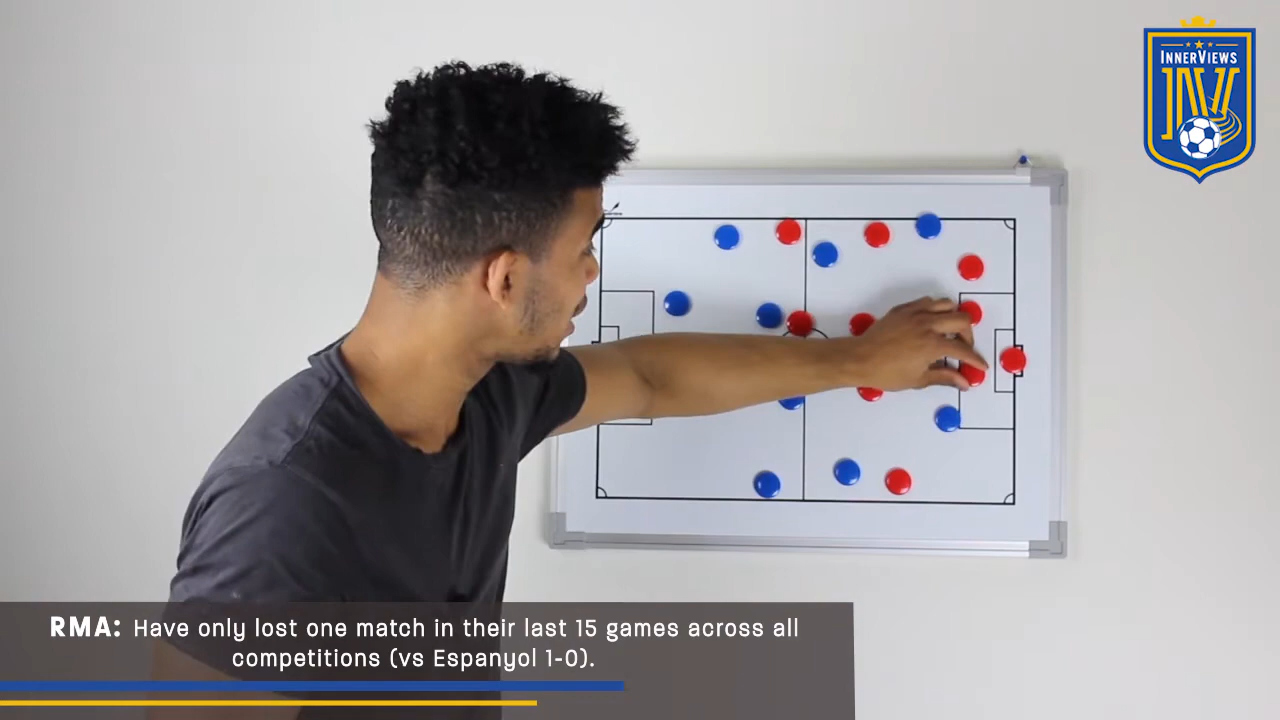 INNERVIEWS
IV
RMA: Have only lost one match in their last 15 games across all
competitions (vs Espanyol 1-0).